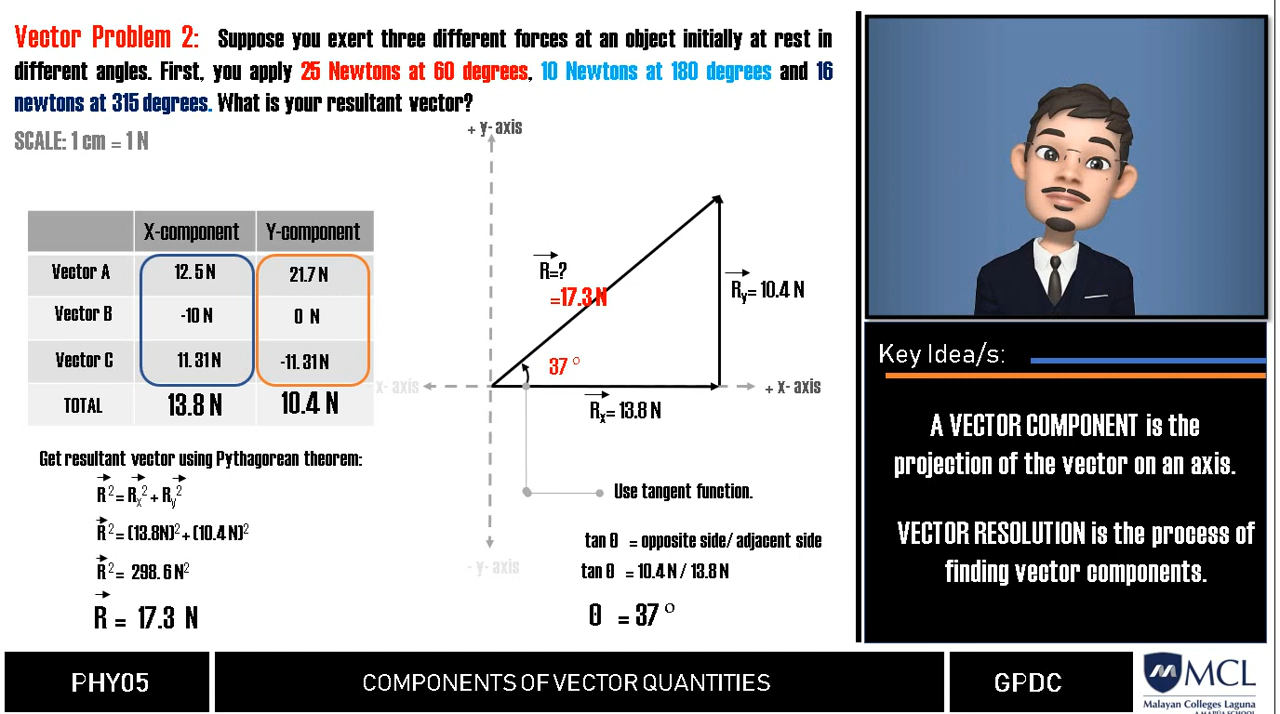 Vector Problem 2: Suppose you exert three different forces at an object initially at rest in
different angles. First, you apply 25 Newtons at 60 degrees, 10 Newtons at 180 degrees and 16
newtons at 315 degrees. What is your resultant vector?
SCALE: 1 cm = 1 N
+ y- axis
X-component Y-component
Vector A 12.5 N 21.7 N
Vector B -10 N 0 N
Vector C 11.31 N -11.31 N
TOTAL 13.8 N 10.4 N
R=?
=17.3 N
Ry= 10.4 N
37 °
x- axis
+ x- axis
Rx= 13.8 N
Get resultant vector using Pythagorean theorem:
R² = Rx² + Ry²
R² = (13.8N)² + (10.4 N)²
R² = 298.6 N²
R = 17.3 N
Use tangent function.
tan θ = opposite side/ adjacent side
tan θ = 10.4 N / 13.8 N
θ = 37 °
- y- axis
Key Idea/s:
A VECTOR COMPONENT is the
projection of the vector on an axis.
VECTOR RESOLUTION is the process of
finding vector components.
PHY05
COMPONENTS OF VECTOR QUANTITIES
GPDC
MCL
Malayan Colleges Laguna
A MAPÚA SCHOOL